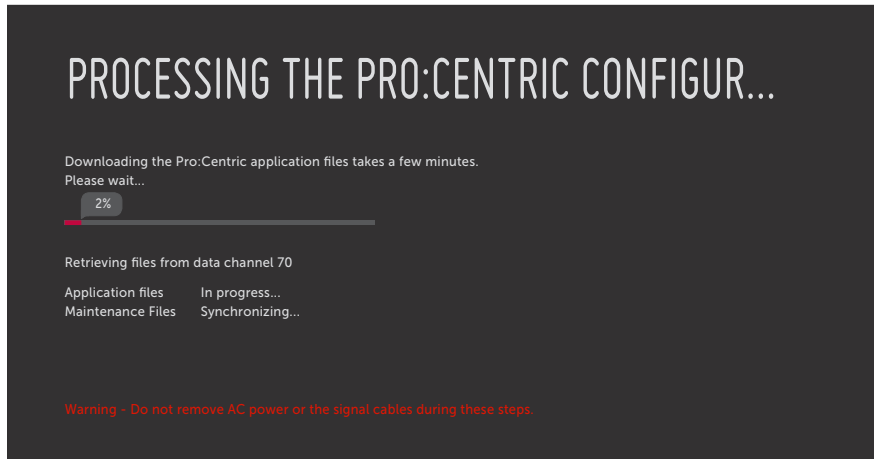 PROCESSING THE PRO:CENTRIC CONFIGUR...
Downloading the Pro:Centric application files takes a few minutes.
Please wait...
2%
Retrieving files from data channel 70
Application files In progress...
Maintenance Files Synchronizing...
Warning - Do not remove AC power or the signal cables during these steps.